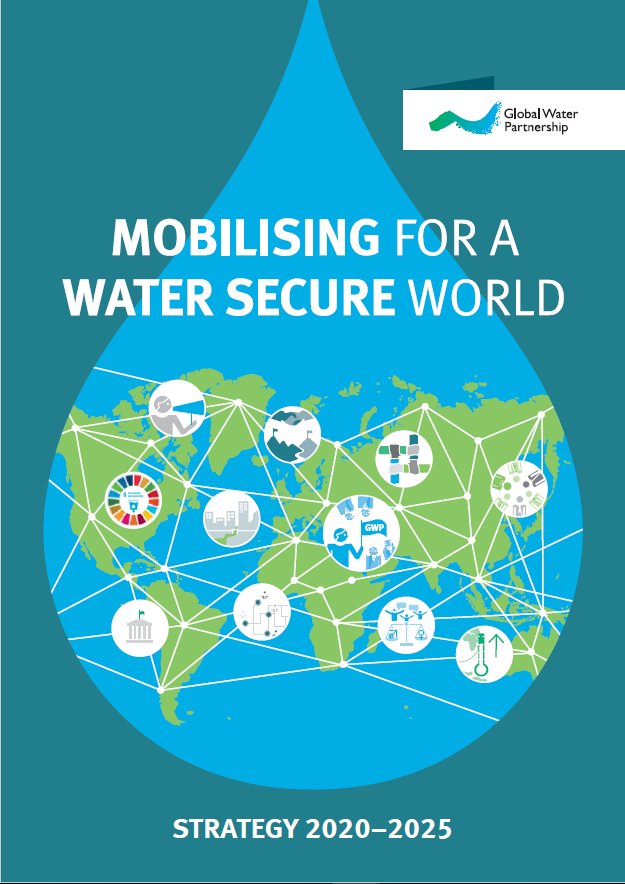 Global Water
Partnership
MOBILISING FOR A
WATER SECURE WORLD
GWP
STRATEGY 2020–2025